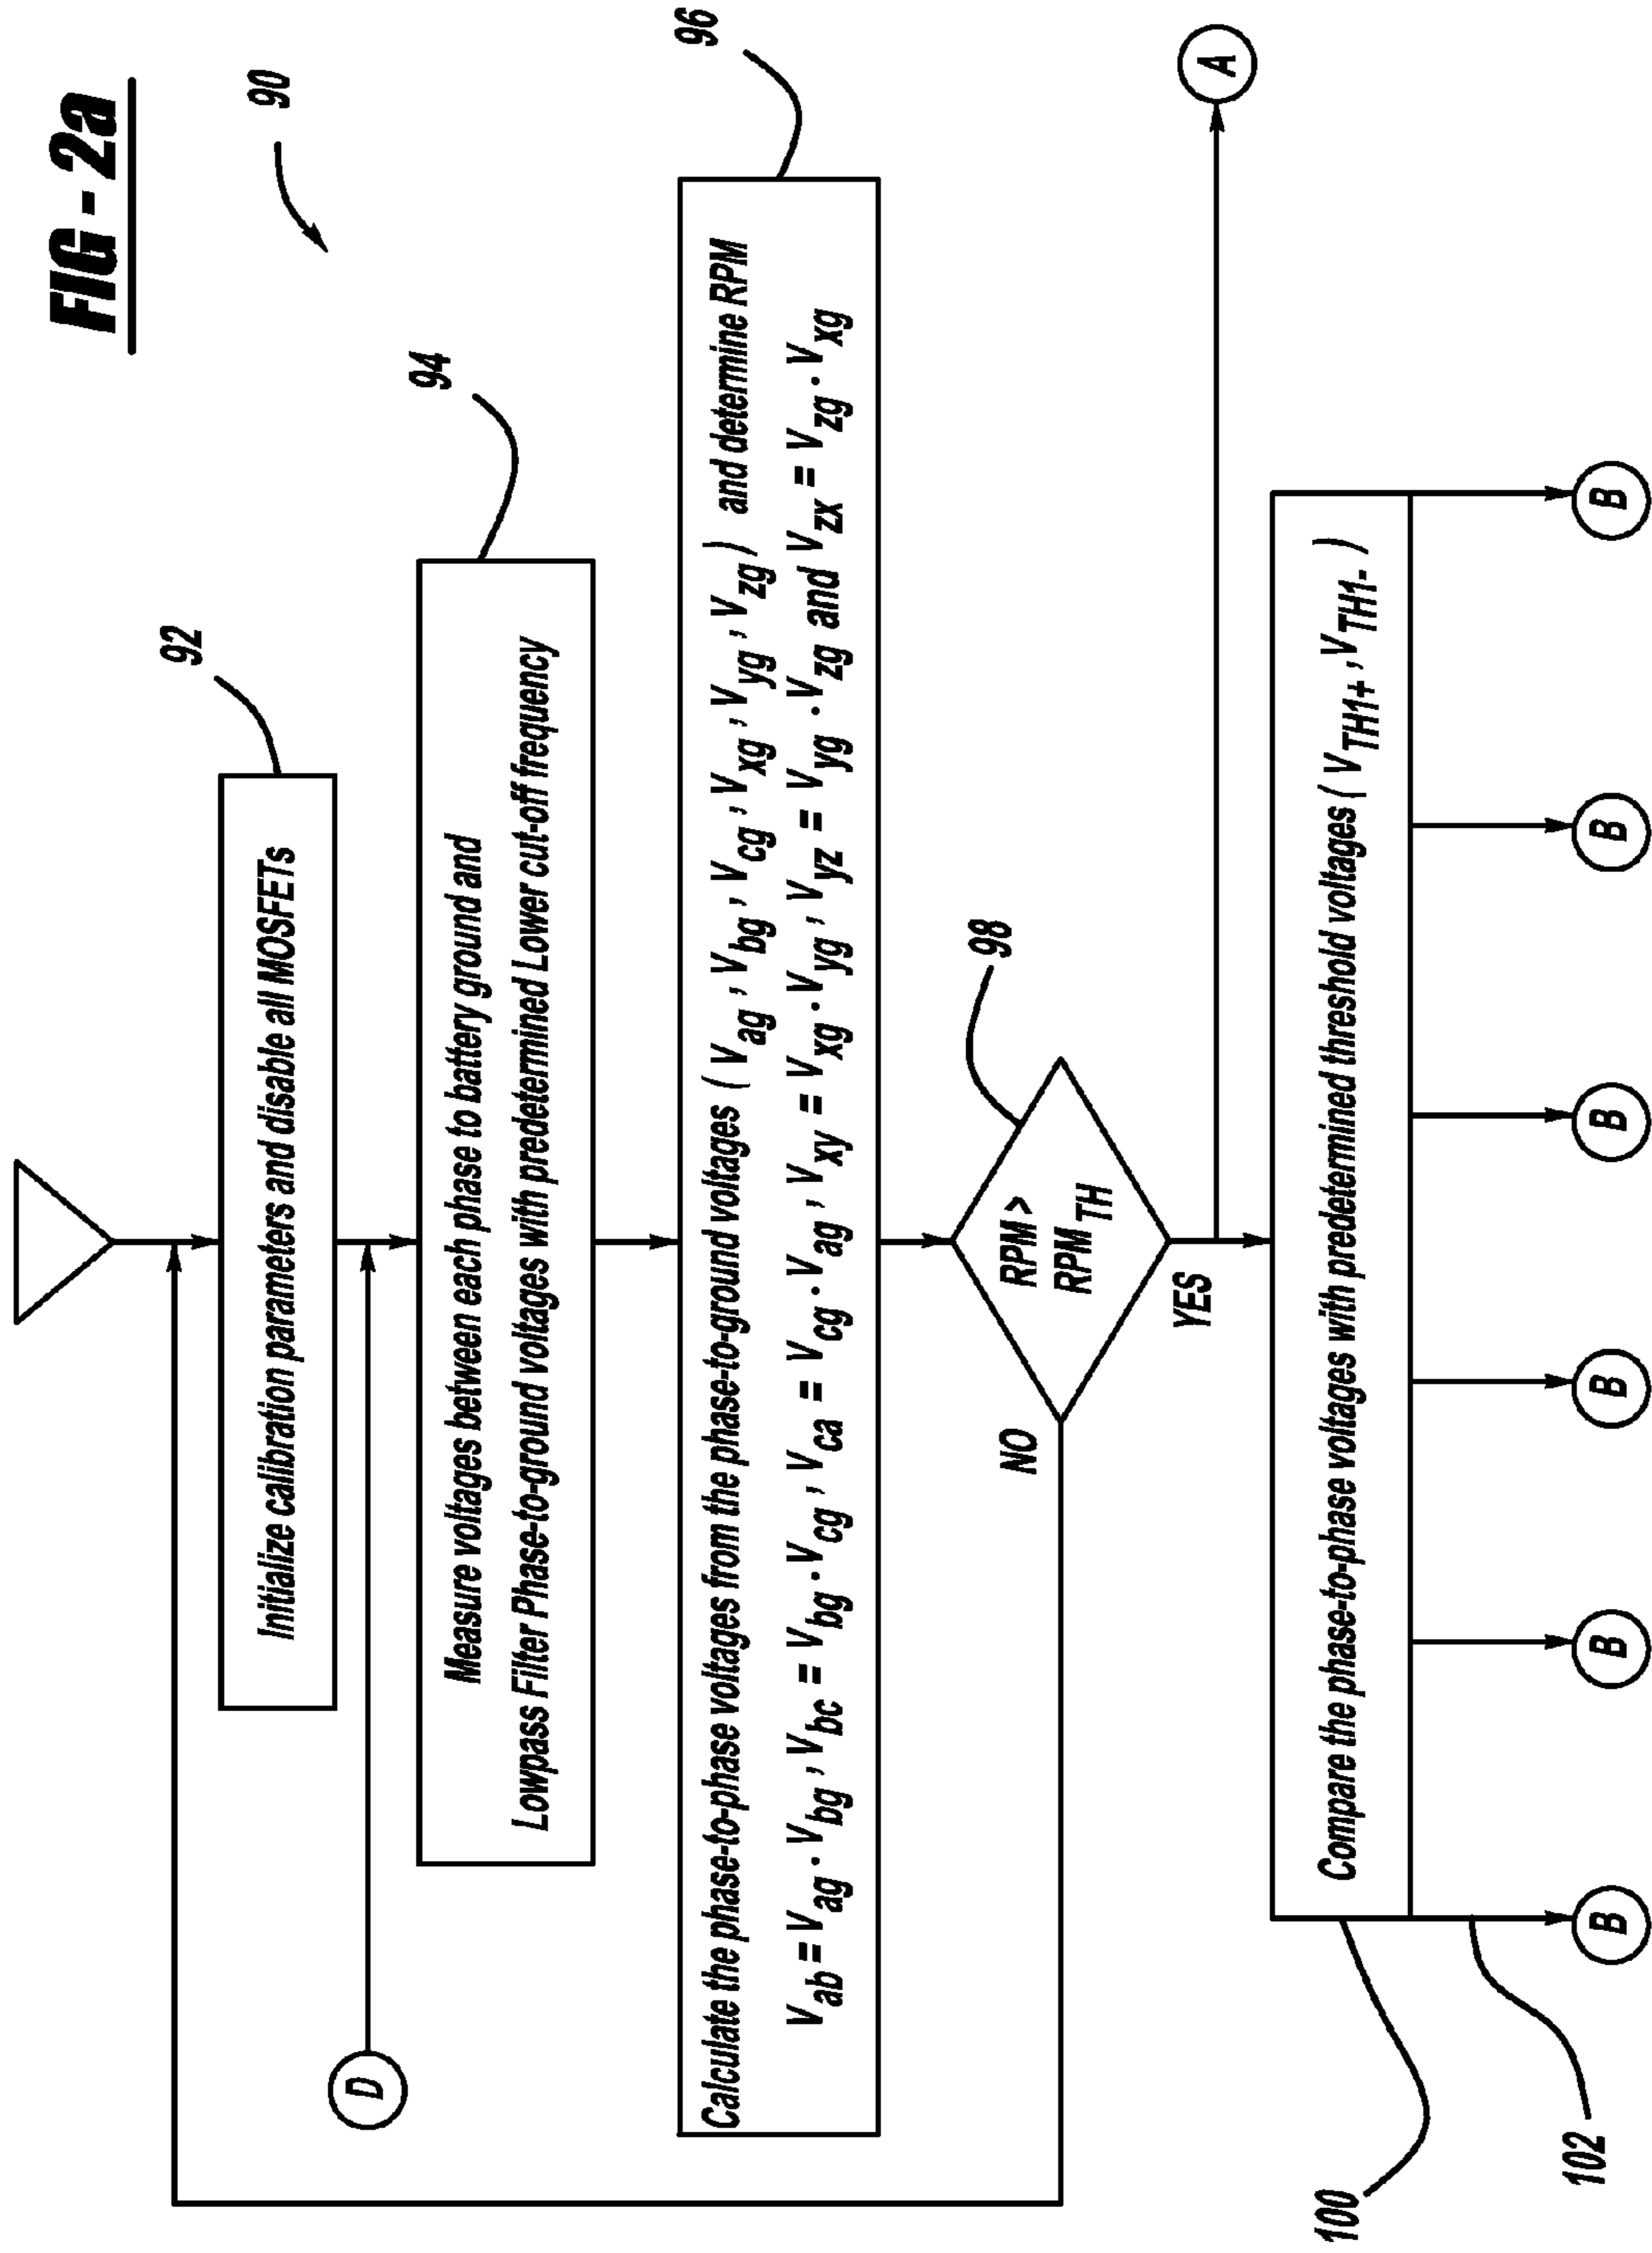 FIG - 2a
90
92
Initialize calibration parameters and disable all MOSFETs
D
94
Measure voltages between each phase to battery ground and
Lowpass Filter Phase-to-ground voltages with predetermined Lower cut-off frequency
96
Calculate the phase-to-phase voltages from the phase-to-ground voltages ( V_ag , V_bg , V_cg , V_xg , V_yg , V_zg ) and determine RPM
V_ab = V_ag · V_bg , V_bc = V_bg · V_cg , V_ca = V_cg · V_ag , V_xy = V_xg · V_yg , V_yz = V_yg · V_zg and V_zx = V_zg · V_xg
98
RPM >
RPM_TH
NO
YES
A
100
Compare the phase-to-phase voltages with predetermined threshold voltages ( V_TH1+ , V_TH1- )
102
B
B
B
B
B
B